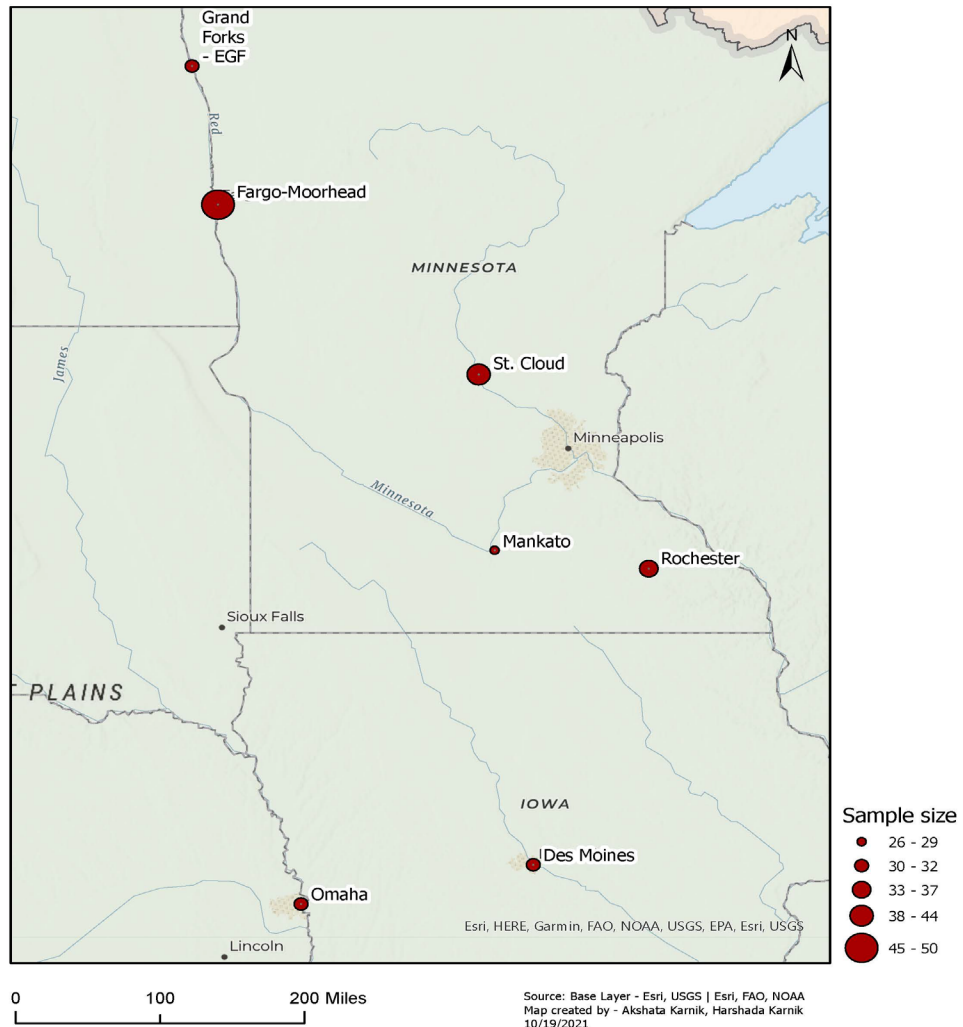 Grand
Forks
- EGF
N
Red
Fargo-Moorhead
MINNESOTA
St. Cloud
James
Minneapolis
Minnesota
Mankato
Rochester
Sioux Falls
T PLAINS
IOWA
Des Moines
Omaha
Esri, HERE, Garmin, FAO, NOAA, USGS, EPA, Esri, USGS
Lincoln
Sample size
26 - 29
30 - 32
33 - 37
38 - 44
45 - 50
0 100 200 Miles
Source: Base Layer - Esri, USGS | Esri, FAO, NOAA
Map created by - Akshata Karnik, Harshada Karnik
10/19/2021